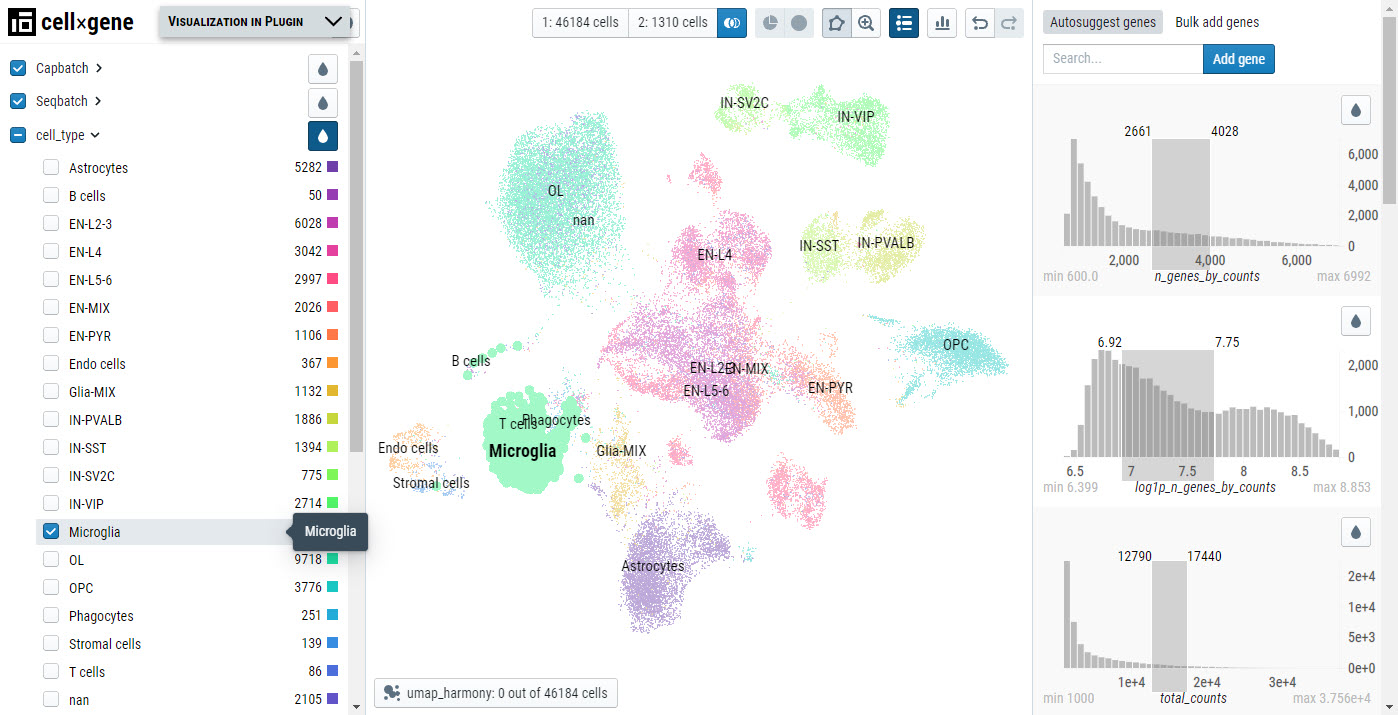 cell×gene
Visualization in Plugin
1: 46184 cells
2: 1310 cells
Autosuggest genes
Bulk add genes
Search...
Add gene
Capbatch
Seqbatch
cell_type
Astrocytes 5282
B cells 50
EN-L2-3 6028
EN-L4 3042
EN-L5-6 2997
EN-MIX 2026
EN-PYR 1106
Endo cells 367
Glia-MIX 1132
IN-PVALB 1886
IN-SST 1394
IN-SV2C 775
IN-VIP 2714
Microglia
Microglia
OL 9718
OPC 3776
Phagocytes 251
Stromal cells 139
T cells 86
nan 2105
IN-SV2C
IN-VIP
OL
nan
IN-SST
IN-PVALB
EN-L4
OPC
B cells
EN-L2-3
EN-MIX
EN-L5-6
EN-PYR
T cells
Phagocytes
Endo cells
Microglia
Glia-MIX
Stromal cells
Astrocytes
umap_harmony: 0 out of 46184 cells
2661 4028
6,000
4,000
2,000
0
2,000 4,000 6,000
min 600.0 n_genes_by_counts max 6992
6.92 7.75
2,000
1,000
0
6.5 7 7.5 8 8.5
min 6.399 log1p_n_genes_by_counts max 8.853
12790 17440
2e+4
1e+4
5e+3
0e+0
1e+4 2e+4 3e+4
min 1000 total_counts max 3.756e+4